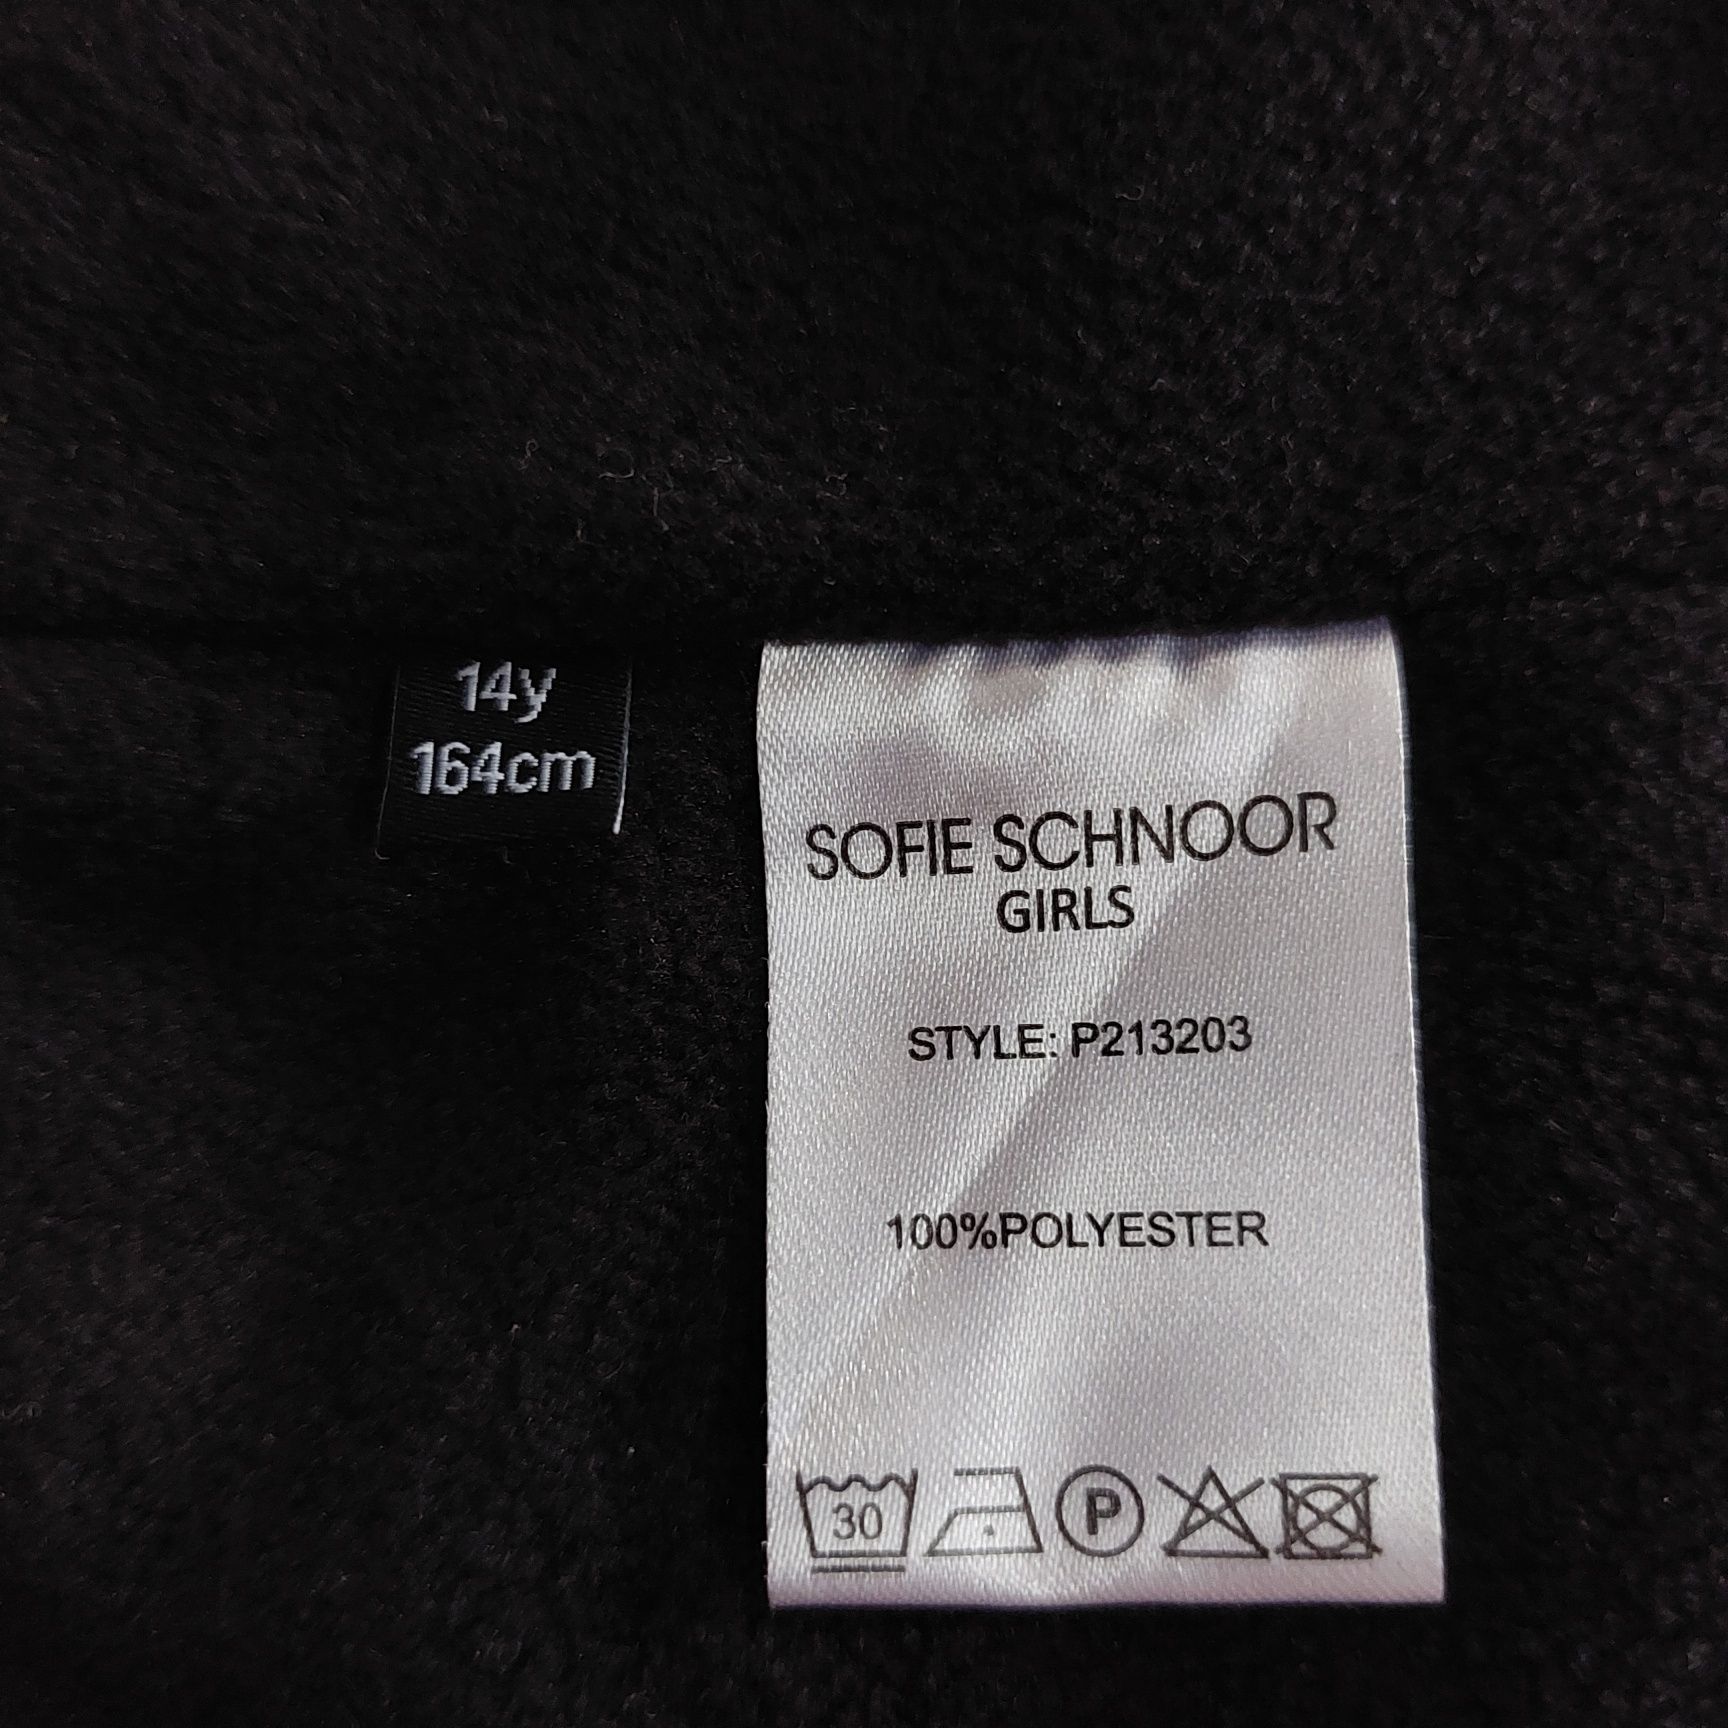 14y
164cm
SOFIE SCHNOOR
GIRLS
STYLE: P213203
100%POLYESTER
30
P